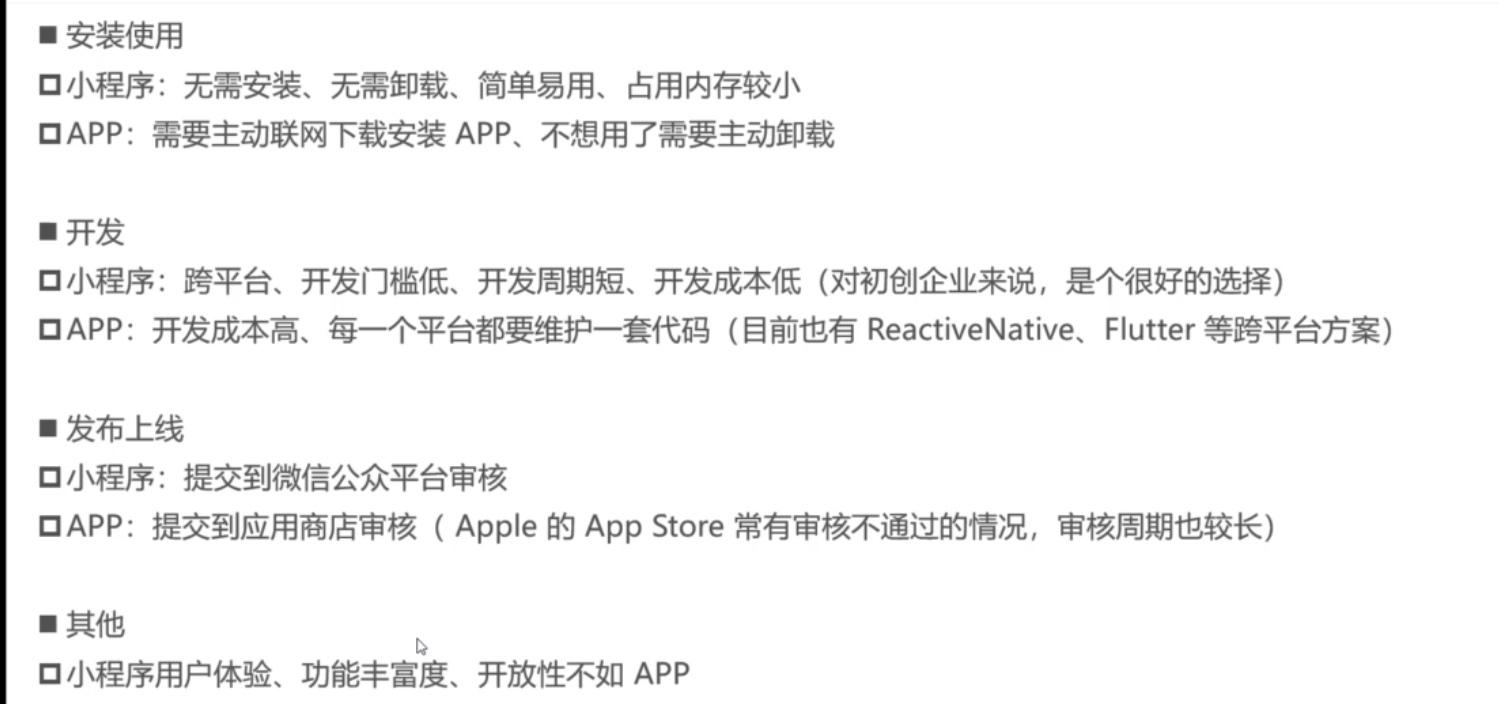 ■ 安装使用
□ 小程序：无需安装、无需卸载、简单易用、占用内存较小
□ APP：需要主动联网下载安装 APP、不想用了需要主动卸载
■ 开发
□ 小程序：跨平台、开发门槛低、开发周期短、开发成本低（对初创企业来说，是个很好的选择）
□ APP：开发成本高、每一个平台都要维护一套代码（目前也有 ReactiveNative、Flutter 等跨平台方案）
■ 发布上线
□ 小程序：提交到微信公众平台审核
□ APP：提交到应用商店审核（ Apple 的 App Store 常有审核不通过的情况，审核周期也较长）
■ 其他
□ 小程序用户体验、功能丰富度、开放性不如 APP